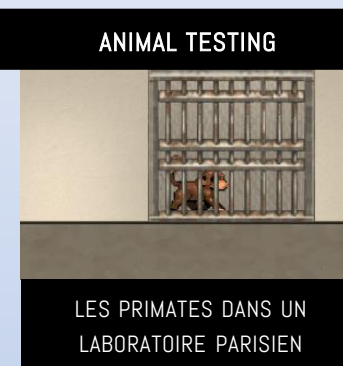 ANIMAL TESTING
LES PRIMATES DANS UN
LABORATOIRE PARISIEN